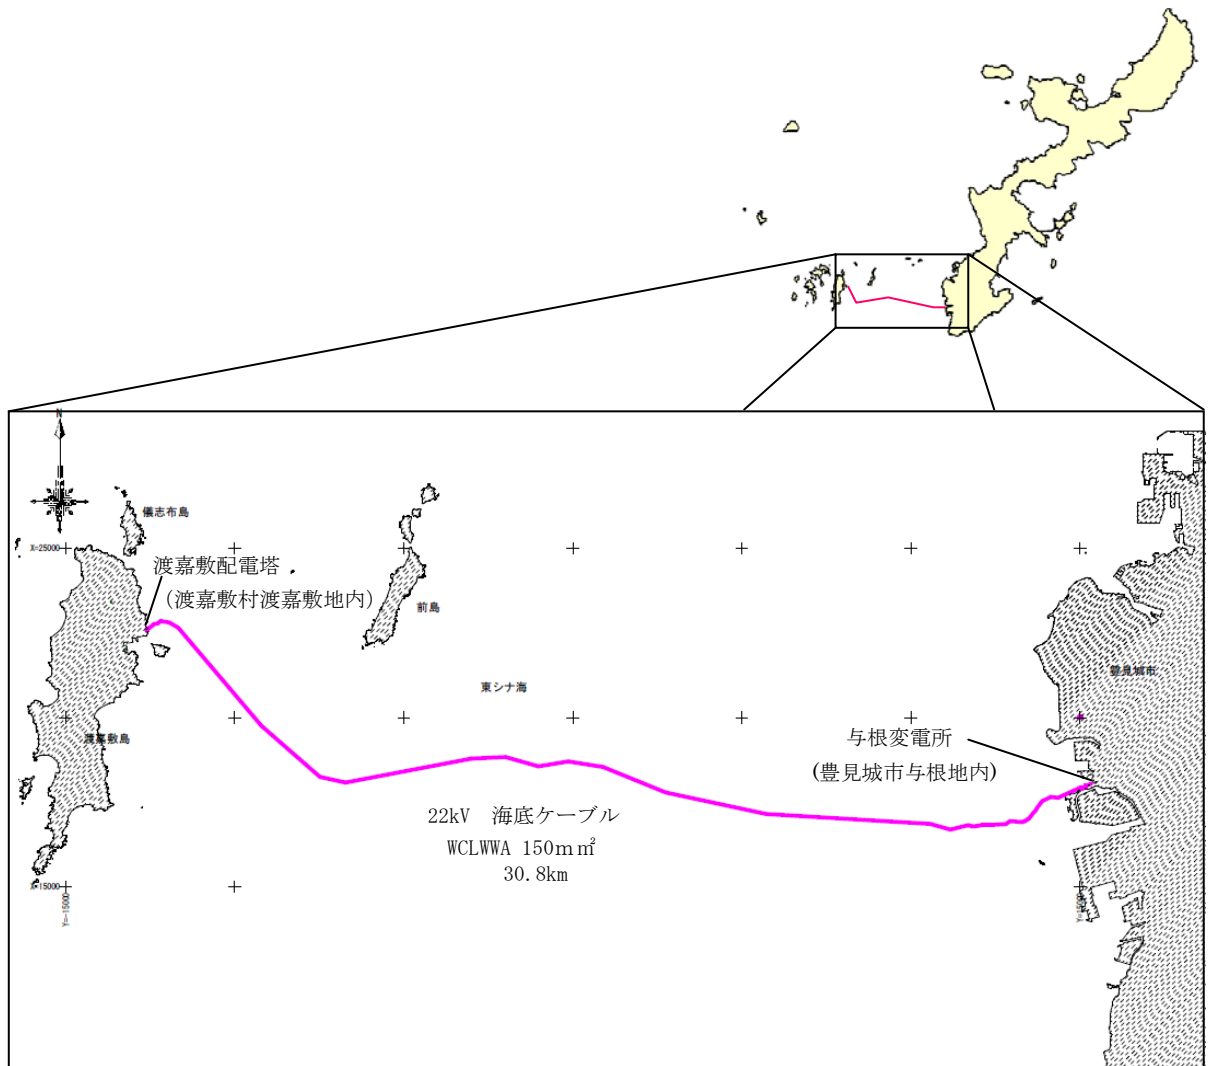 N
儀志布島
X=25000
渡嘉敷配電塔
(渡嘉敷村渡嘉敷地内)
前島
東シナ海
豊見城市
渡嘉敷島
与根変電所
(豊見城市与根地内)
22kV 海底ケーブル
WCLWWA 150mm²
30.8km
X=15000
Y=-15000
Y=15000